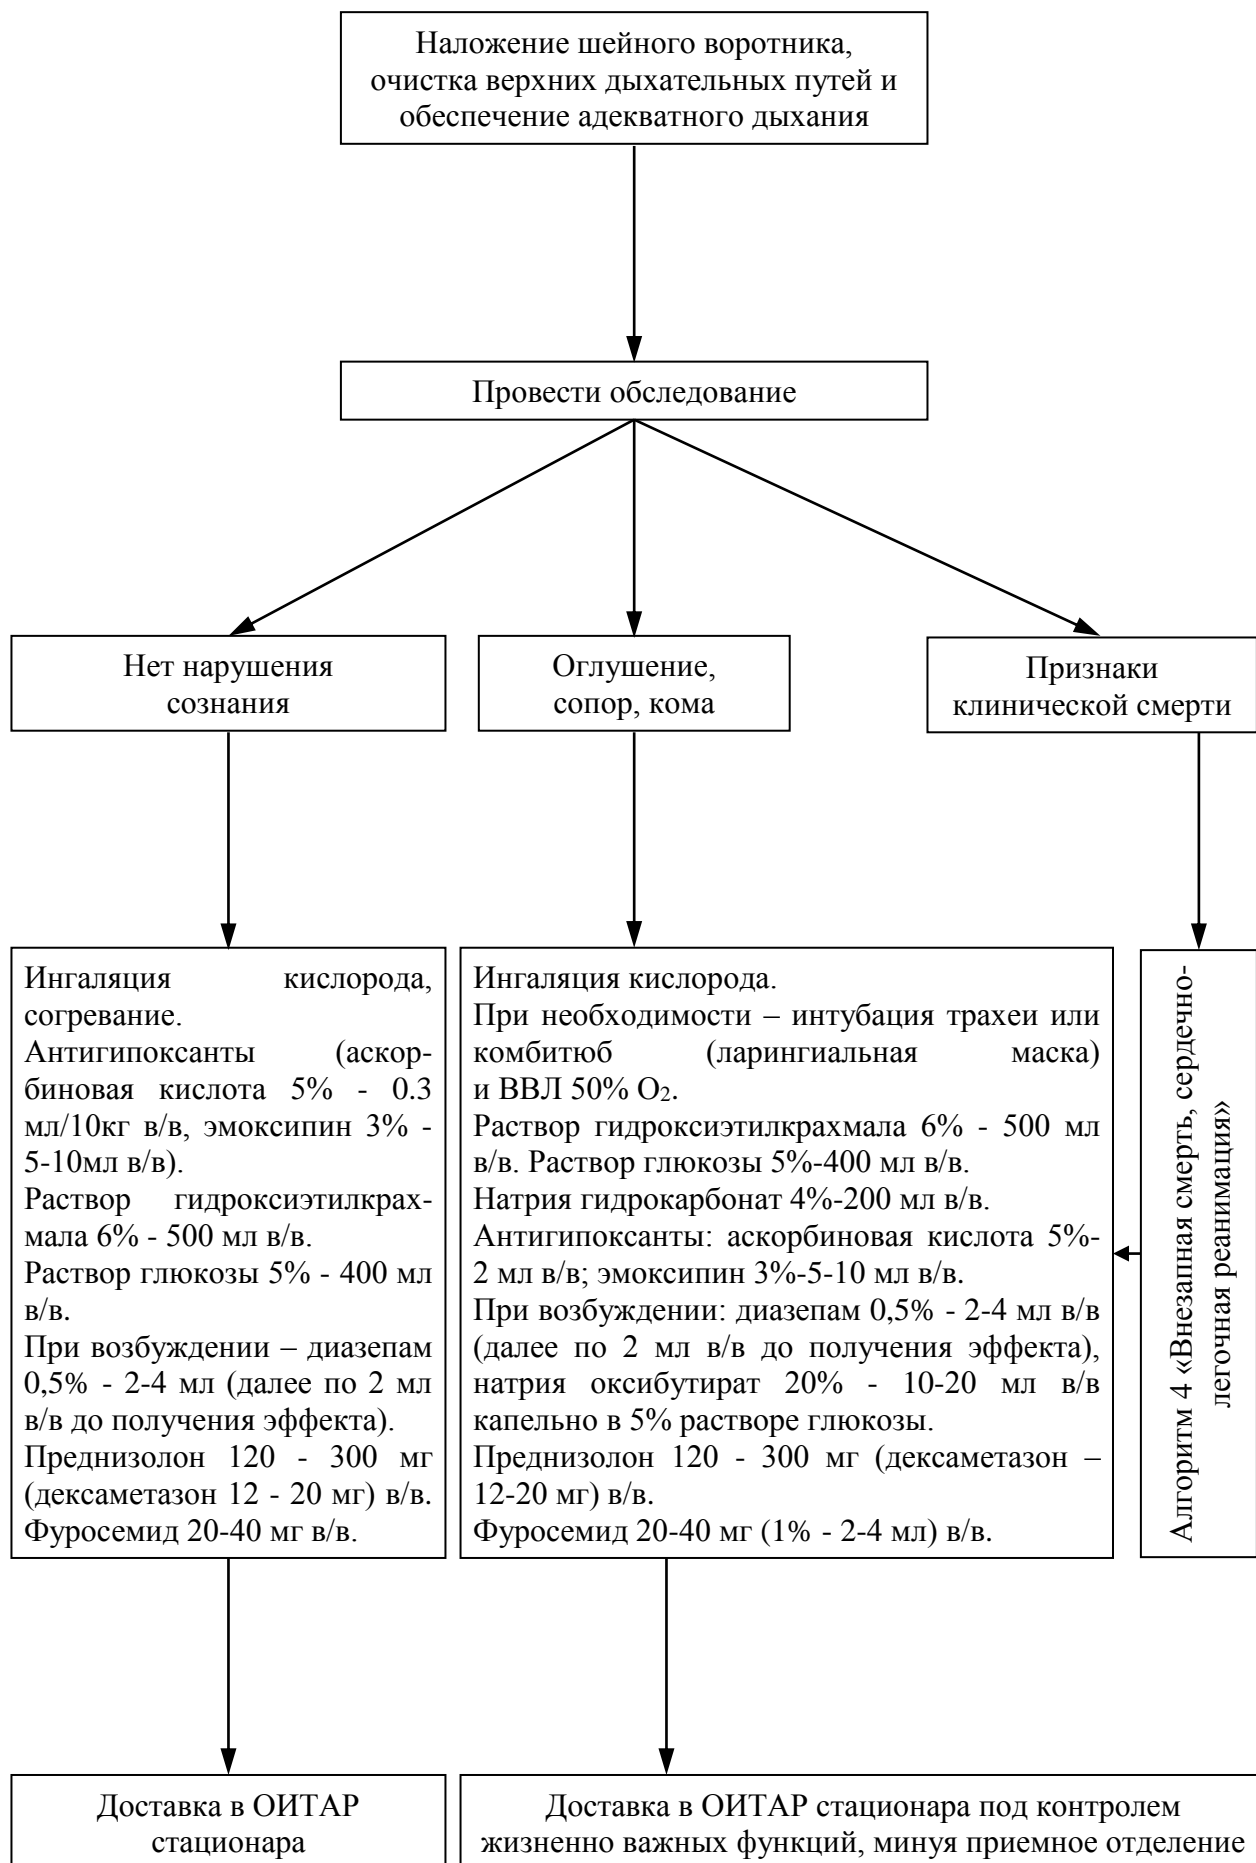 Наложение шейного воротника,
очистка верхних дыхательных путей и
обеспечение адекватного дыхания
Провести обследование
Нет нарушения
сознания
Оглушение,
сопор, кома
Признаки
клинической смерти
Ингаляция кислорода,
согревание.
Антигипоксанты (аскор-
биновая кислота 5% - 0.3
мл/10кг в/в, эмоксипин 3% -
5-10мл в/в).
Раствор гидроксиэтилкрах-
мала 6% - 500 мл в/в.
Раствор глюкозы 5% - 400 мл
в/в.
При возбуждении – диазепам
0,5% - 2-4 мл (далее по 2 мл
в/в до получения эффекта).
Преднизолон 120 - 300 мг
(дексаметазон 12 - 20 мг) в/в.
Фуросемид 20-40 мг в/в.
Ингаляция кислорода.
При необходимости – интубация трахеи или
комбитюб (ларингиальная маска)
и ВВЛ 50% O₂.
Раствор гидроксиэтилкрахмала 6% - 500 мл
в/в. Раствор глюкозы 5%-400 мл в/в.
Натрия гидрокарбонат 4%-200 мл в/в.
Антигипоксанты: аскорбиновая кислота 5%-
2 мл в/в; эмоксипин 3%-5-10 мл в/в.
При возбуждении: диазепам 0,5% - 2-4 мл в/в
(далее по 2 мл в/в до получения эффекта),
натрия оксибутират 20% - 10-20 мл в/в
капельно в 5% растворе глюкозы.
Преднизолон 120 - 300 мг (дексаметазон –
12-20 мг) в/в.
Фуросемид 20-40 мг (1% - 2-4 мл) в/в.
Алгоритм 4 «Внезапная смерть, сердечно-
легочная реанимация»
Доставка в ОИТАР
стационара
Доставка в ОИТАР стационара под контролем
жизненно важных функций, минуя приемное отделение